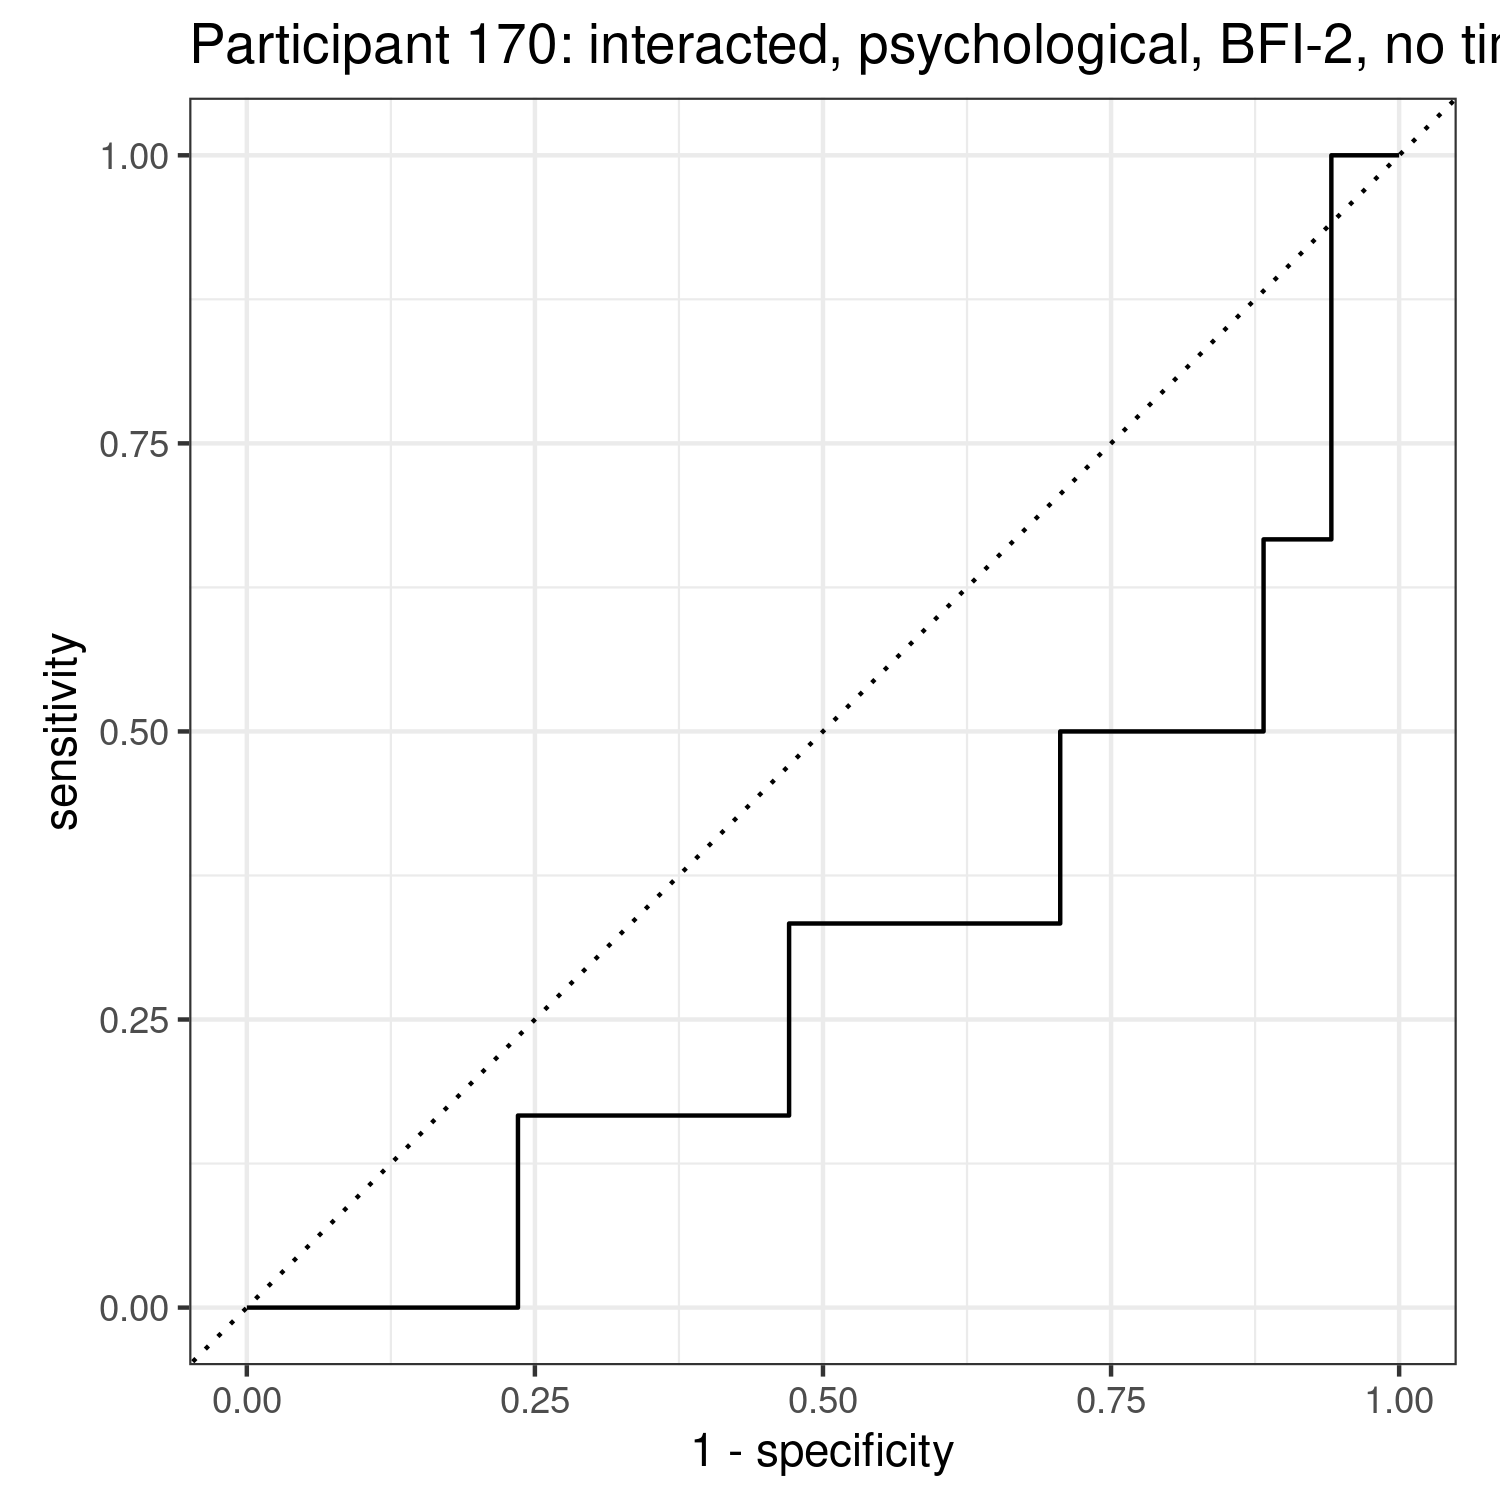 Participant 170: interacted, psychological, BFI-2, no
1.00
0.75
0.50
0.25
0.00
sensitivity
0.00 0.25 0.50 0.75 1.00
1 - specificity